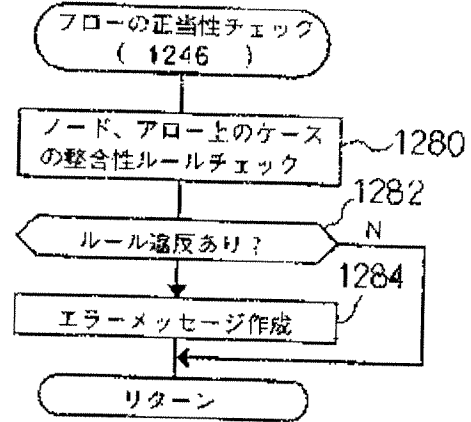 フローの正当性チェック
( 1246 )
ノード、アロー上のケース
の整合性ルールチェック
1280
1282
ルール違反あり?
N
1284
エラーメッセージ作成
リターン